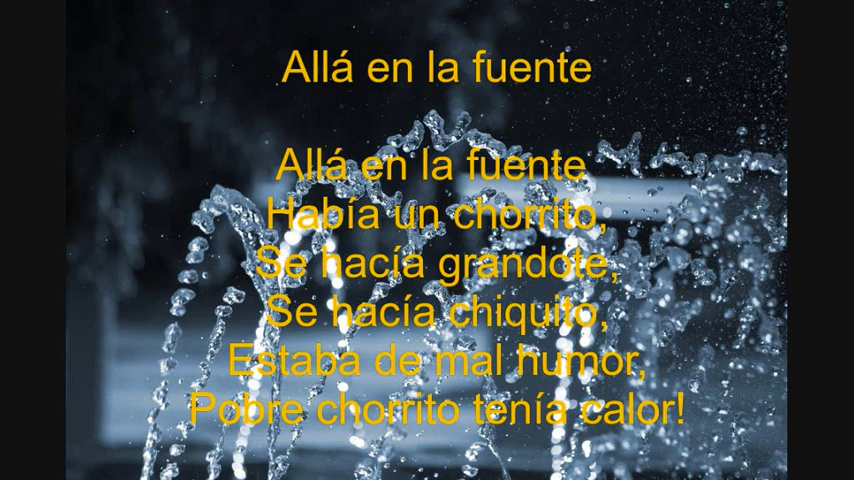 Allá en la fuente
Allá en la fuente
Había un chorrito,
Se hacía grandote,
Se hacía chiquito,
Estaba de mal humor,
Pobre chorrito tenía calor!